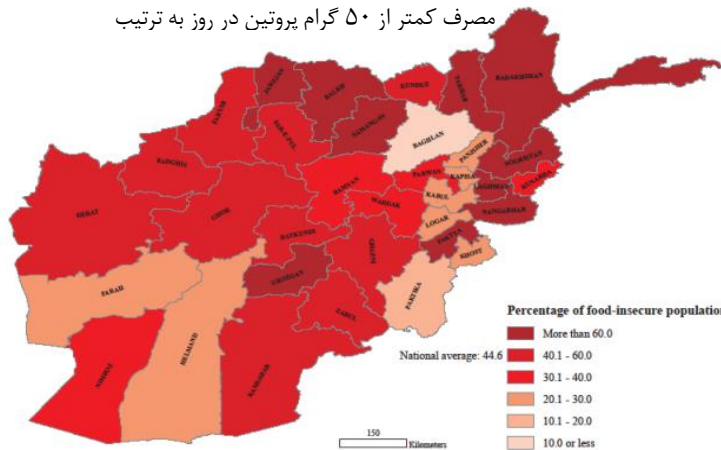 مصرف کمتر از ۵۰ گرام پروتین در روز به ترتیب
JAWZJAN
BALKH
KUNDUZ
TAKHAR
BADAKHSHAN
FARYAB
SAR-E-PUL
SAMANGAN
BAGHLAN
PANJSHER
NOORISTAN
BADGHIS
BAMYAN
PARWAN
KAPISA
LAGHMAN
KUNARHA
HERAT
GHOR
WARDAK
KABUL
NANGARHAR
DAYKUNDI
LOGAR
PAKTYA
GHAZNI
KHOST
URUZGAN
FARAH
PAKTIKA
ZABUL
NIMROZ
HELMAND
KANDAHAR
Percentage of food-insecure population
More than 60.0
National average: 44.6
40.1 - 60.0
30.1 - 40.0
20.1 - 30.0
10.1 - 20.0
10.0 or less
150
Kilometers